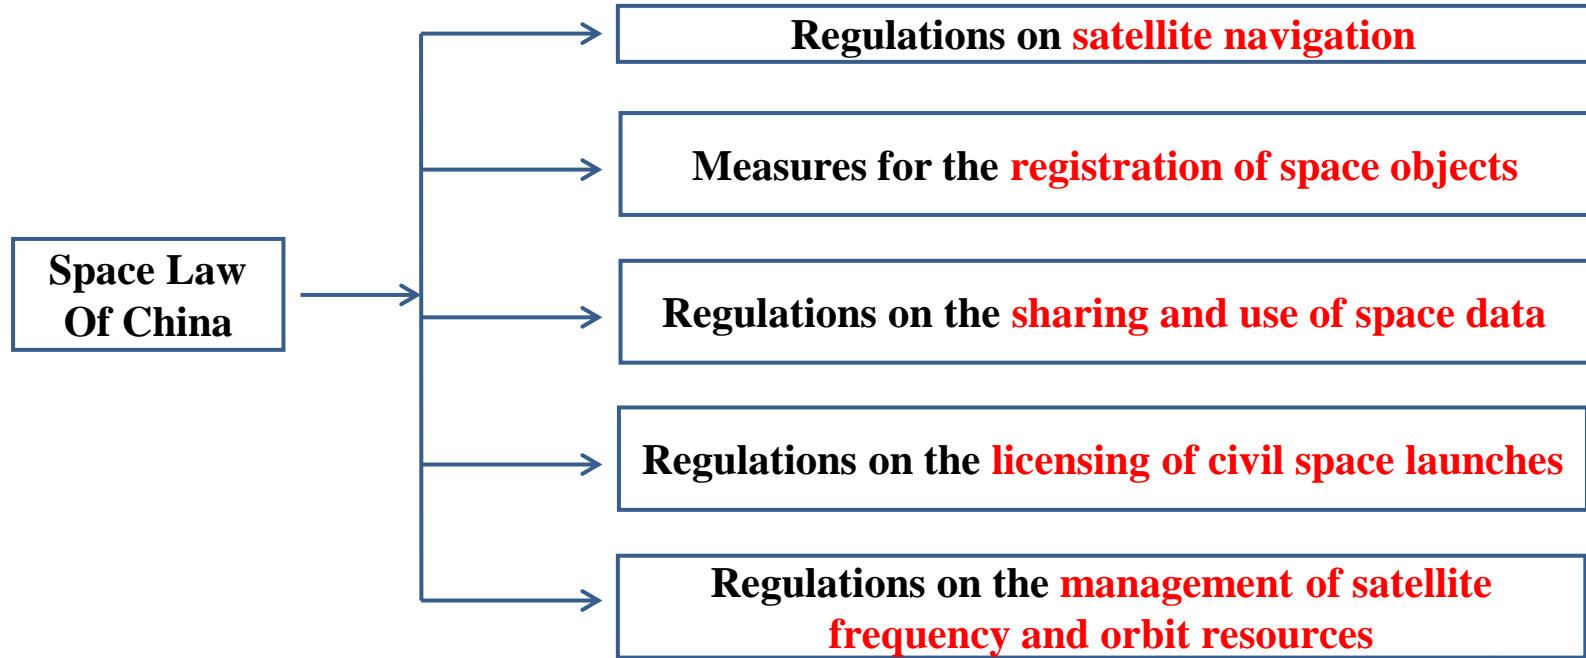 Regulations on satellite navigation
Measures for the registration of space objects
Space Law
Of China
Regulations on the sharing and use of space data
Regulations on the licensing of civil space launches
Regulations on the management of satellite
frequency and orbit resources